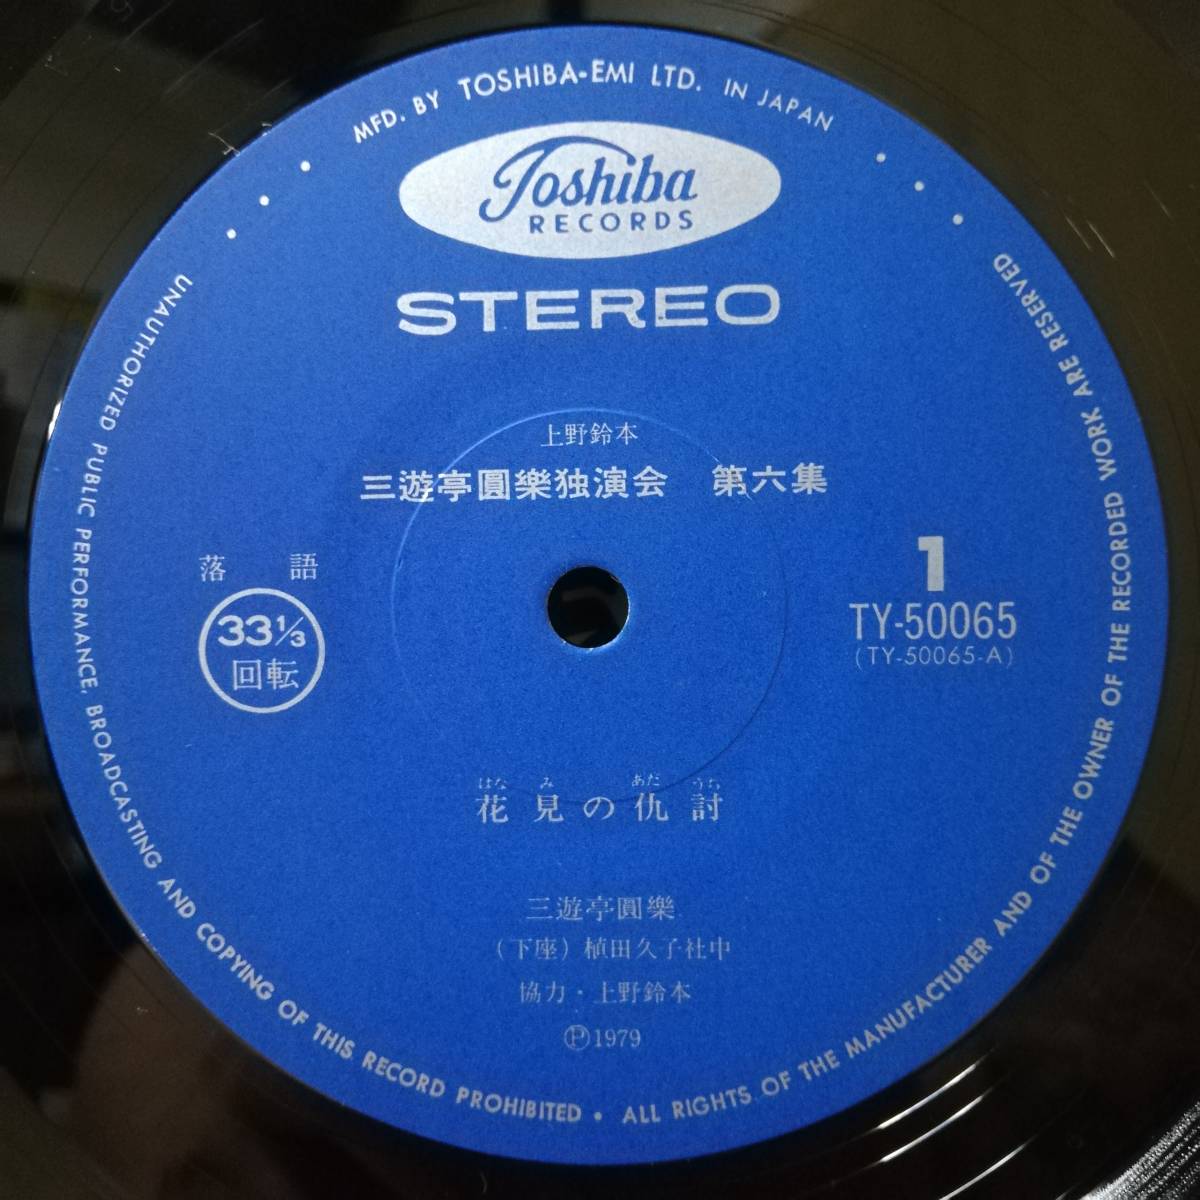 MFD. BY TOSHIBA-EMI LTD. IN JAPAN
Toshiba
RECORDS
STEREO
上野鈴本
三遊亭圓樂独演会 第六集
落語
33⅓
回転
1
TY-50065
(TY-50065-A)
はな み あだ うち
花見の仇討
三遊亭圓樂
(下座) 植田久子社中
協力・上野鈴本
Ⓟ1979
UNAUTHORIZED PUBLIC PERFORMANCE, BROADCASTING AND COPYING OF THIS RECORD PROHIBITED • ALL RIGHTS OF THE MANUFACTURER AND OF THE OWNER OF THE RECORDED WORK ARE RESERVED